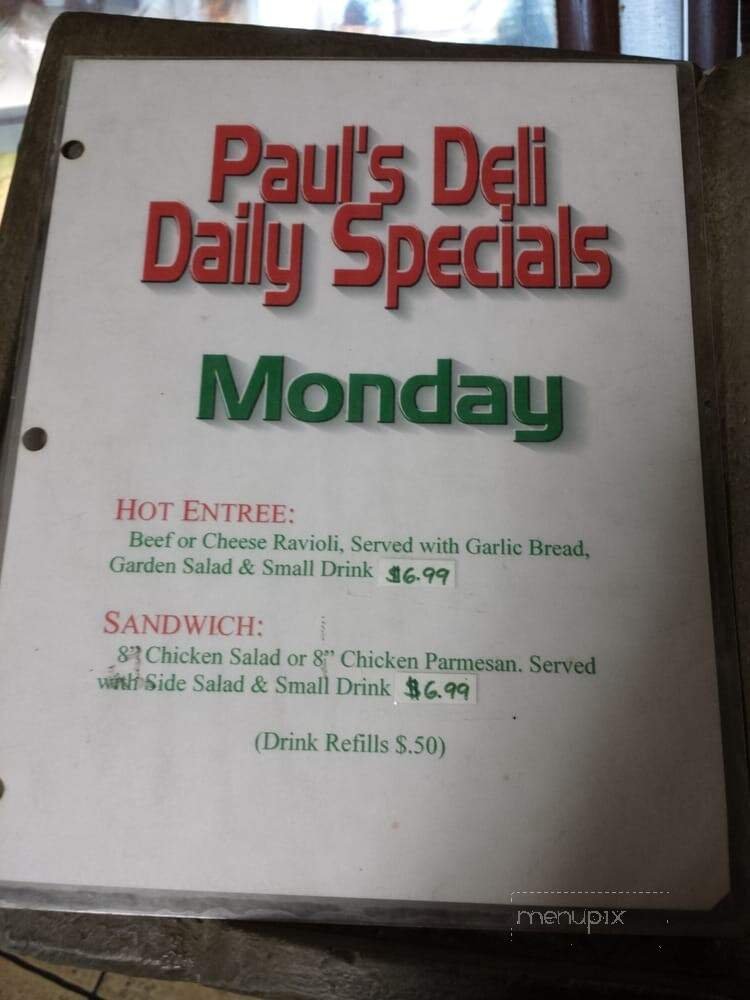 Paul's Deli
Daily Specials
Monday
HOT ENTREE:
Beef or Cheese Ravioli, Served with Garlic Bread,
Garden Salad & Small Drink $6.99
SANDWICH:
8" Chicken Salad or 8" Chicken Parmesan. Served
with Side Salad & Small Drink $6.99
(Drink Refills $.50)
menupix